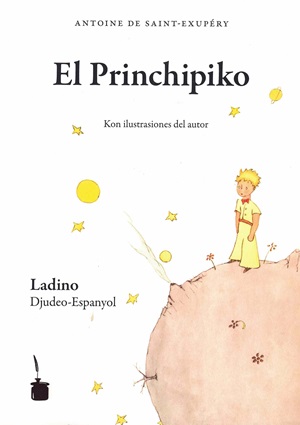 ANTOINE DE SAINT-EXUPÉRY
El Princhipiko
Kon ilustrasiones del autor
Ladino
Djudeo-Espanyol